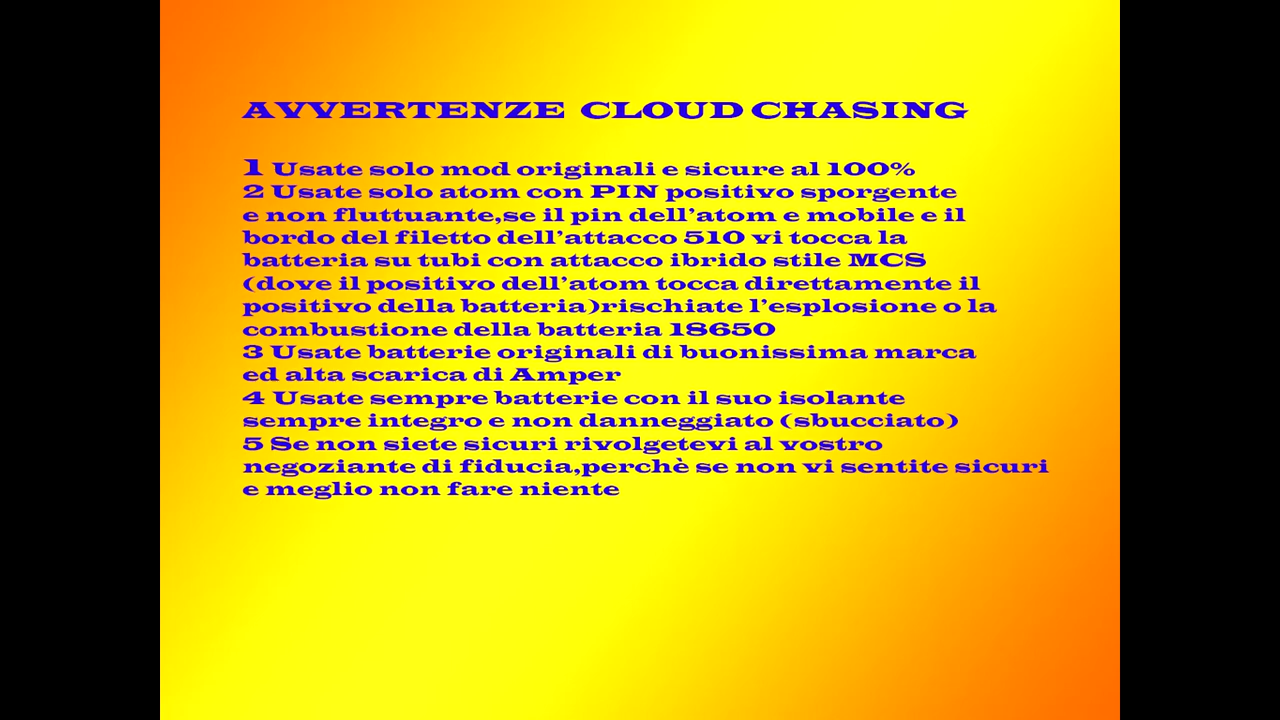 AVVERTENZE CLOUD CHASING
1 Usate solo mod originali e sicure al 100%
2 Usate solo atom con PIN positivo sporgente
e non fluttuante,se il pin dell'atom e mobile e il
bordo del filetto dell'attacco 510 vi tocca la
batteria su tubi con attacco ibrido stile MCS
(dove il positivo dell'atom tocca direttamente il
positivo della batteria)rischiate l'esplosione o la
combustione della batteria 18650
3 Usate batterie originali di buonissima marca
ed alta scarica di Amper
4 Usate sempre batterie con il suo isolante
sempre integro e non danneggiato (sbucciato)
5 Se non siete sicuri rivolgetevi al vostro
negoziante di fiducia,perchè se non vi sentite sicuri
e meglio non fare niente